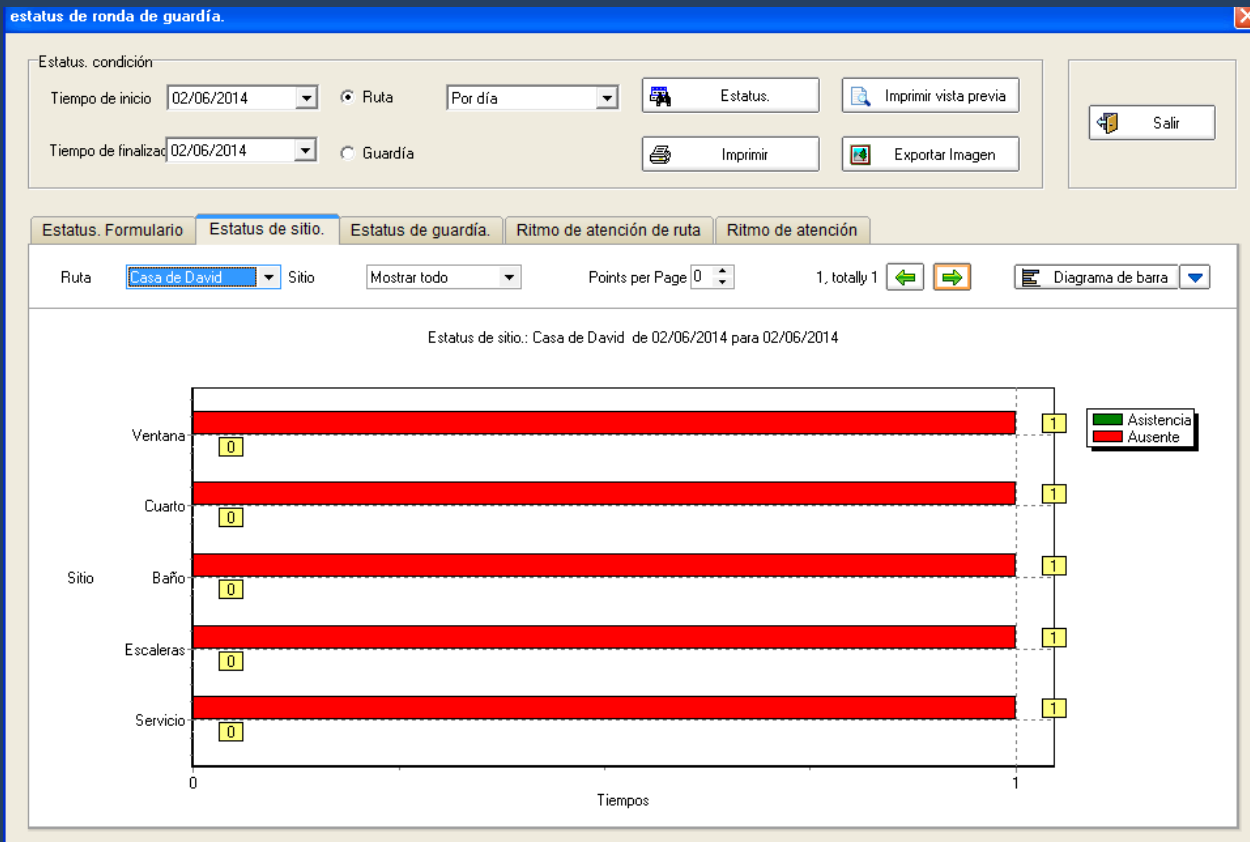 estatus de ronda de guardía.
Estatus. condición
Tiempo de inicio 02/06/2014 Ruta Por día Estatus. Imprimir vista previa
Salir
Tiempo de finalizac 02/06/2014 Guardía Imprimir Exportar Imagen
Estatus. Formulario Estatus de sitio. Estatus de guardía. Ritmo de atención de ruta Ritmo de atención
Ruta Casa de David Sitio Mostrar todo Points per Page 0 1, totally 1 Diagrama de barra
Estatus de sitio.: Casa de David de 02/06/2014 para 02/06/2014
Asistencia
Ausente
Ventana 1
0
Cuarto 1
0
Sitio Baño 1
0
Escaleras 1
0
Servicio 1
0
0 1
Tiempos